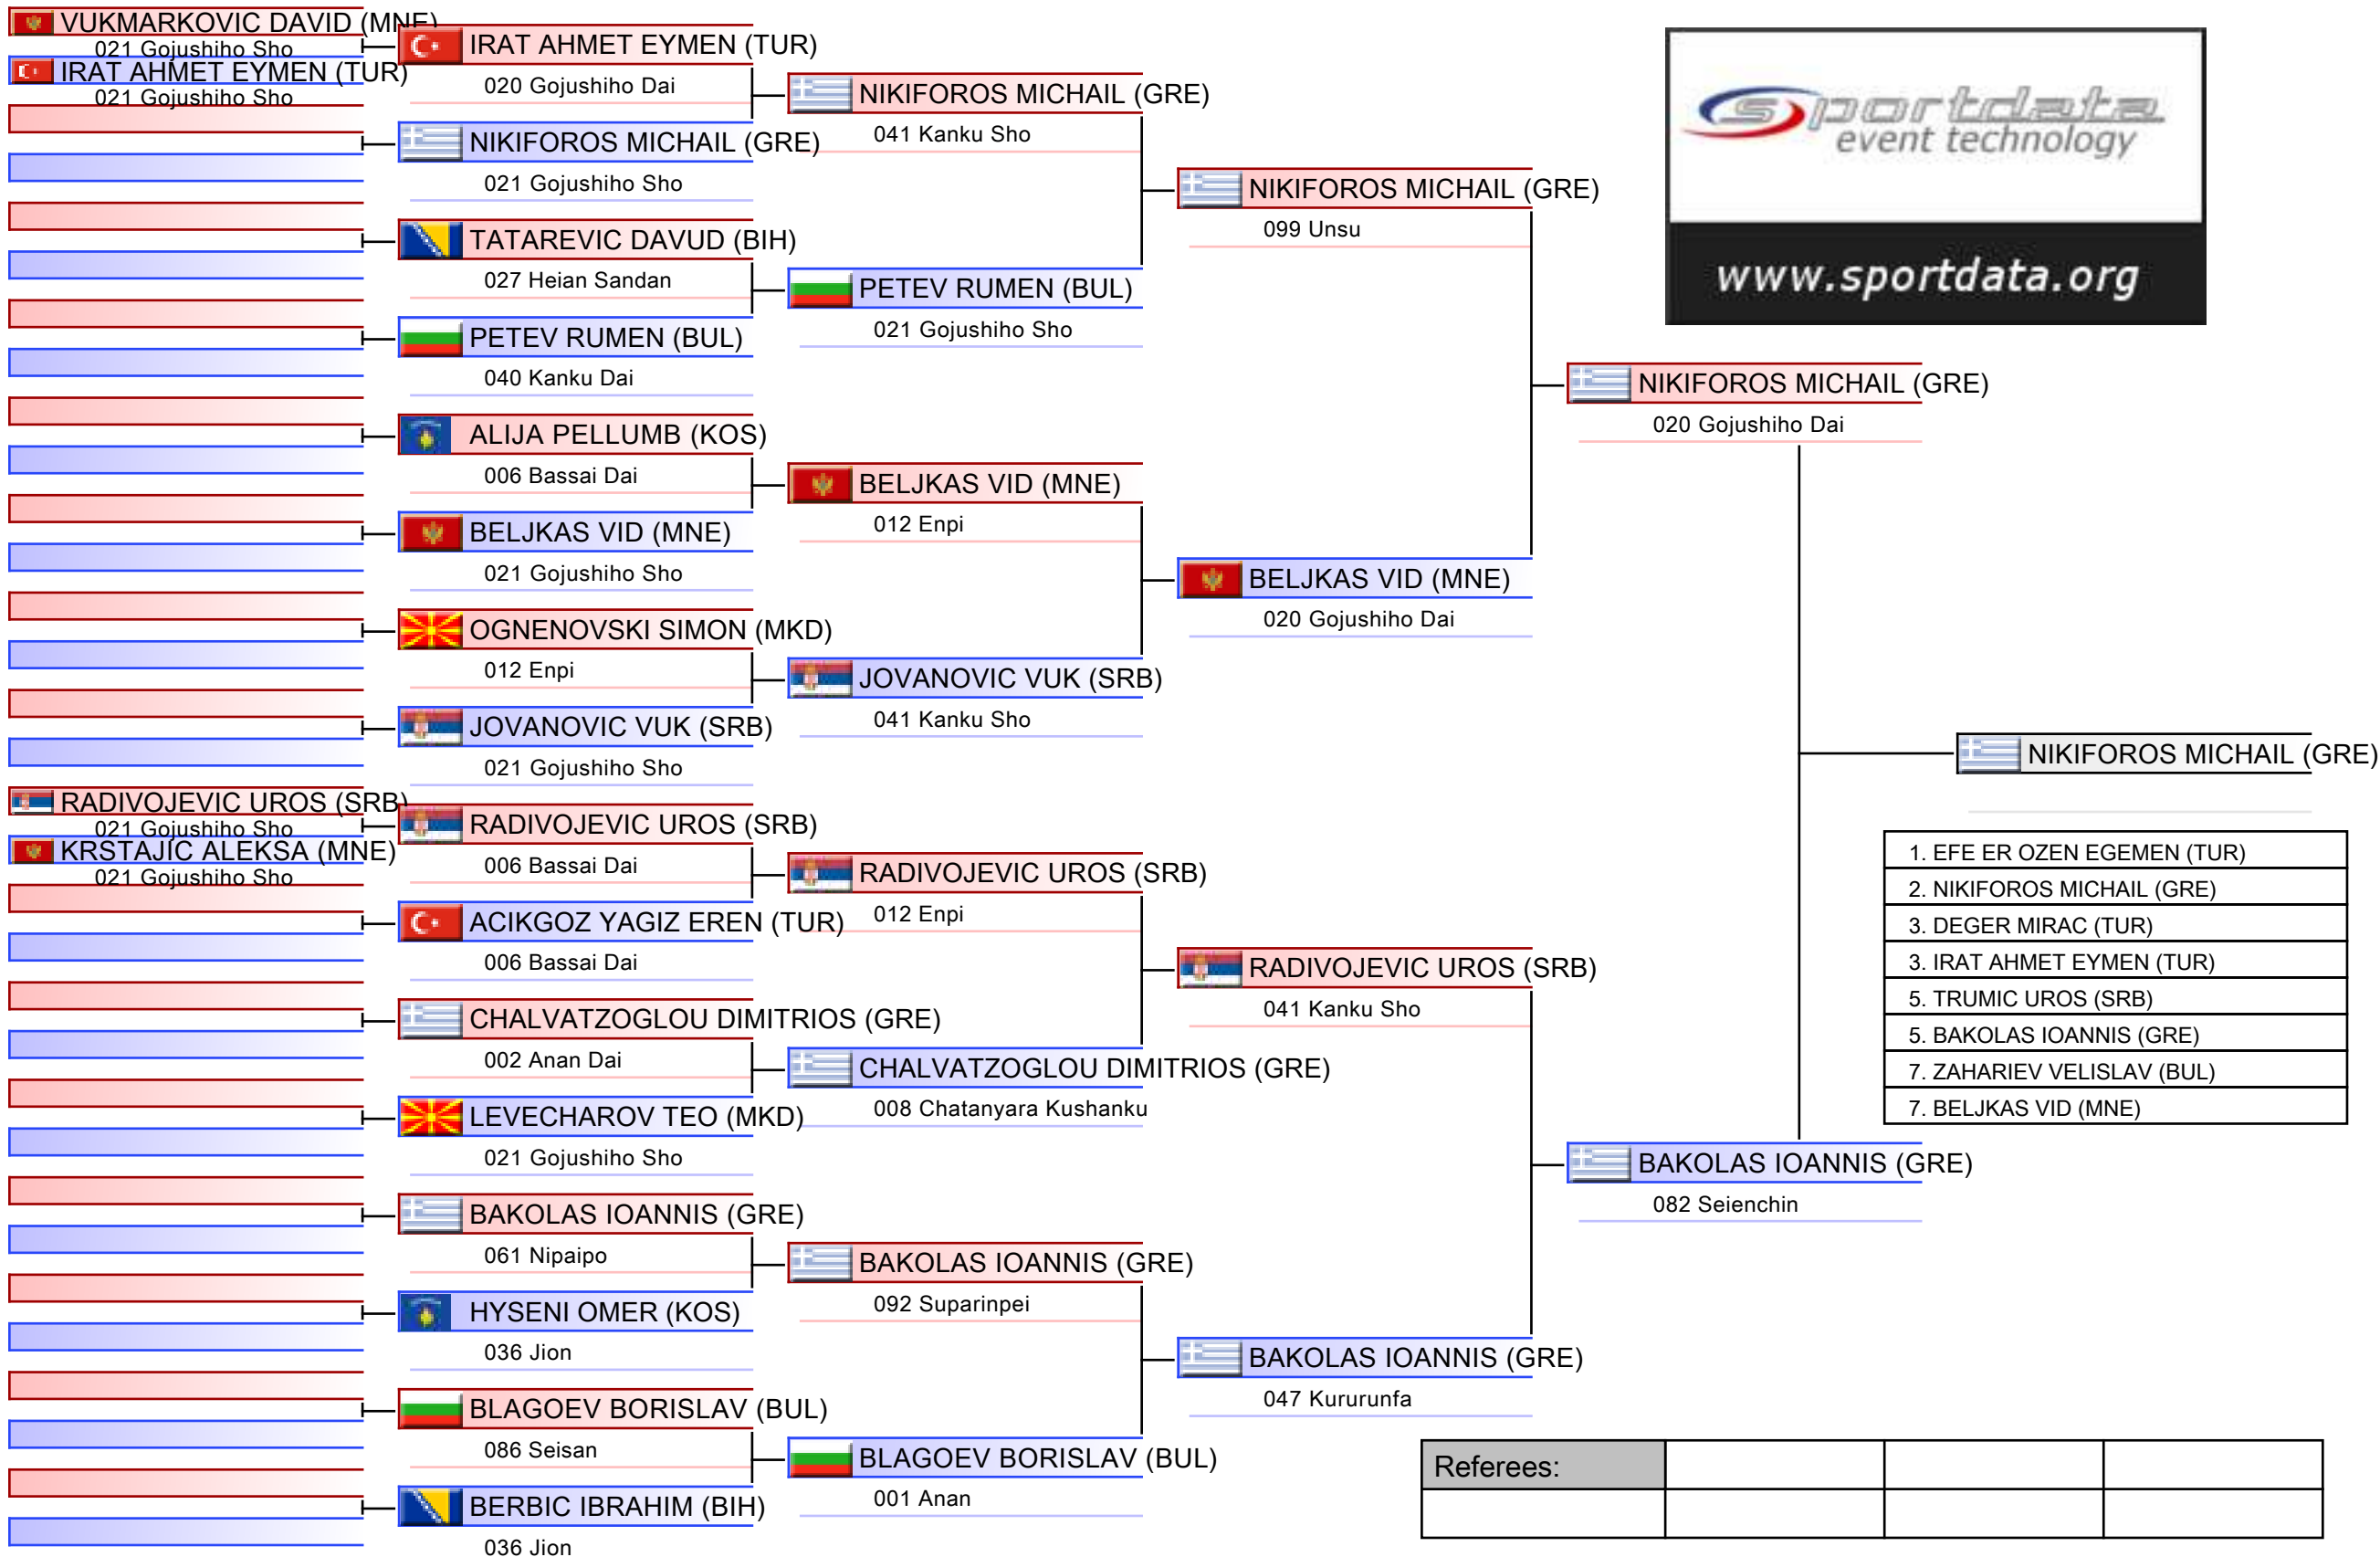 VUKMARKOVIC DAVID (MNE)
021 Gojushiho Sho
IRAT AHMET EYMEN (TUR)
021 Gojushiho Sho
RADIVOJEVIC UROS (SRB)
021 Gojushiho Sho
KRSTAJIC ALEKSA (MNE)
021 Gojushiho Sho
IRAT AHMET EYMEN (TUR)
020 Gojushiho Dai
NIKIFOROS MICHAIL (GRE)
021 Gojushiho Sho
TATAREVIC DAVUD (BIH)
027 Heian Sandan
PETEV RUMEN (BUL)
040 Kanku Dai
ALIJA PELLUMB (KOS)
006 Bassai Dai
BELJKAS VID (MNE)
021 Gojushiho Sho
OGNENOVSKI SIMON (MKD)
012 Enpi
JOVANOVIC VUK (SRB)
021 Gojushiho Sho
RADIVOJEVIC UROS (SRB)
006 Bassai Dai
ACIKGOZ YAGIZ EREN (TUR)
006 Bassai Dai
CHALVATZOGLOU DIMITRIOS (GRE)
002 Anan Dai
LEVECHAROV TEO (MKD)
021 Gojushiho Sho
BAKOLAS IOANNIS (GRE)
061 Nipaipo
HYSENI OMER (KOS)
036 Jion
BLAGOEV BORISLAV (BUL)
086 Seisan
BERBIC IBRAHIM (BIH)
036 Jion
NIKIFOROS MICHAIL (GRE)
041 Kanku Sho
PETEV RUMEN (BUL)
021 Gojushiho Sho
BELJKAS VID (MNE)
012 Enpi
JOVANOVIC VUK (SRB)
041 Kanku Sho
RADIVOJEVIC UROS (SRB)
012 Enpi
CHALVATZOGLOU DIMITRIOS (GRE)
008 Chatanyara Kushanku
BAKOLAS IOANNIS (GRE)
092 Suparinpei
BLAGOEV BORISLAV (BUL)
001 Anan
NIKIFOROS MICHAIL (GRE)
099 Unsu
BELJKAS VID (MNE)
020 Gojushiho Dai
RADIVOJEVIC UROS (SRB)
041 Kanku Sho
BAKOLAS IOANNIS (GRE)
047 Kururunfa
NIKIFOROS MICHAIL (GRE)
020 Gojushiho Dai
BAKOLAS IOANNIS (GRE)
082 Seienchin
NIKIFOROS MICHAIL (GRE)
sportdata
event technology
www.sportdata.org
1. EFE ER OZEN EGEMEN (TUR)
2. NIKIFOROS MICHAIL (GRE)
3. DEGER MIRAC (TUR)
3. IRAT AHMET EYMEN (TUR)
5. TRUMIC UROS (SRB)
5. BAKOLAS IOANNIS (GRE)
7. ZAHARIEV VELISLAV (BUL)
7. BELJKAS VID (MNE)
Referees: